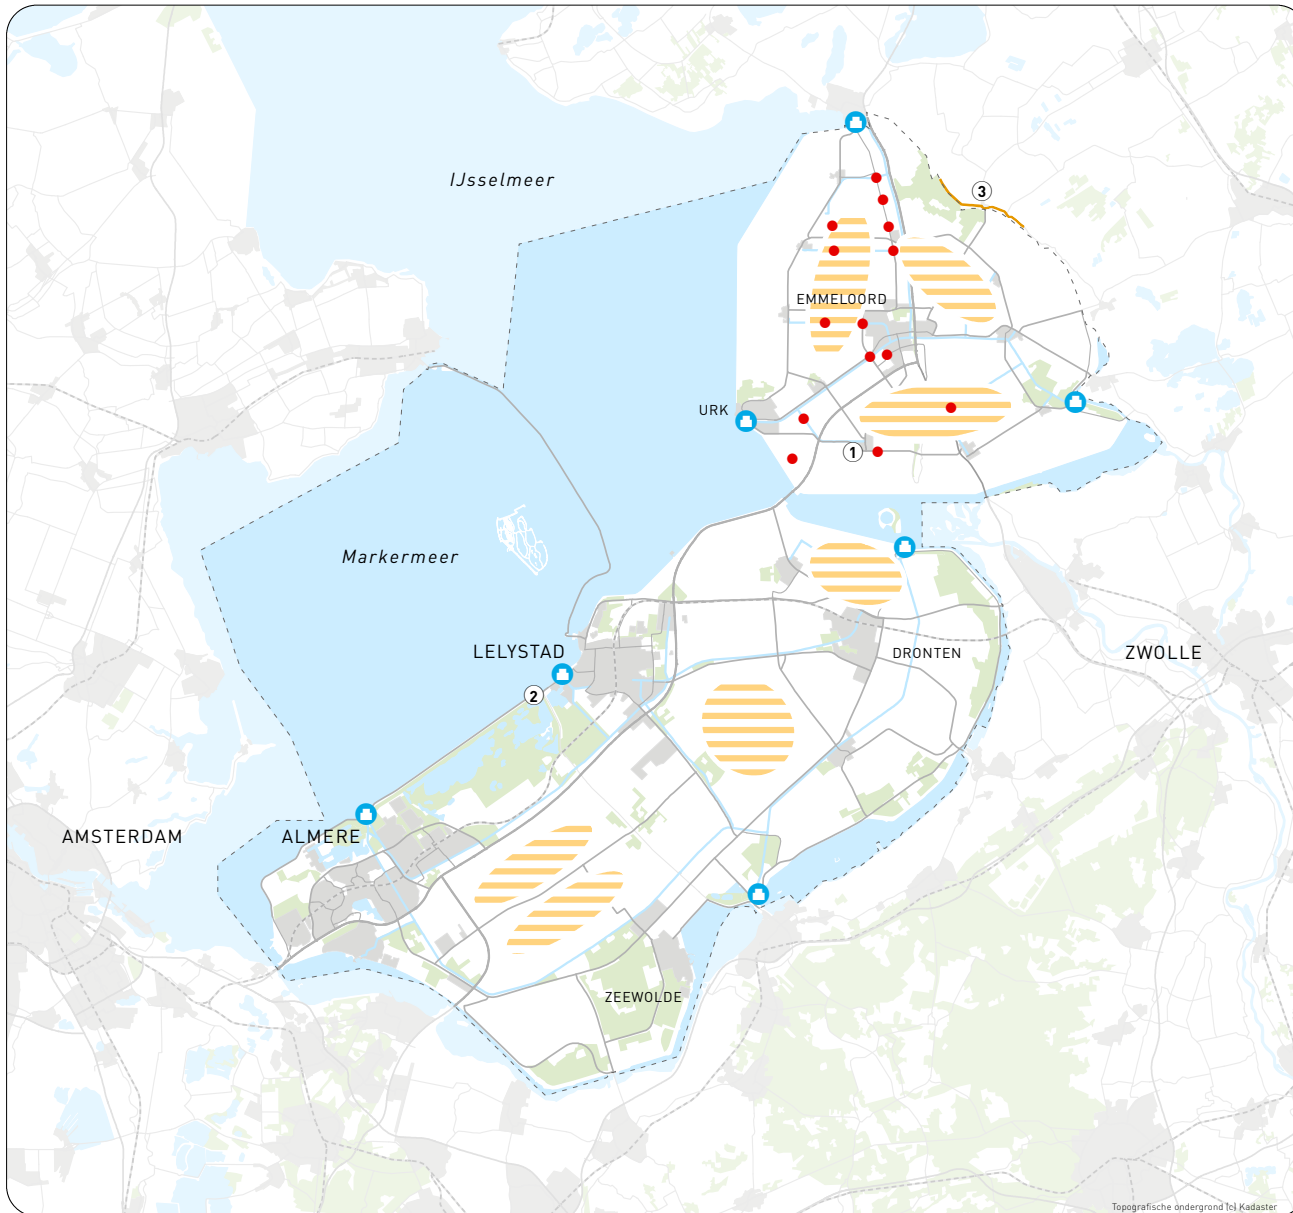 IJsselmeer
3
EMMELOORD
URK
1
Markermeer
LELYSTAD
DRONTEN
ZWOLLE
2
AMSTERDAM
ALMERE
ZEEWOLDE
Topografische ondergrond (c) Kadaster